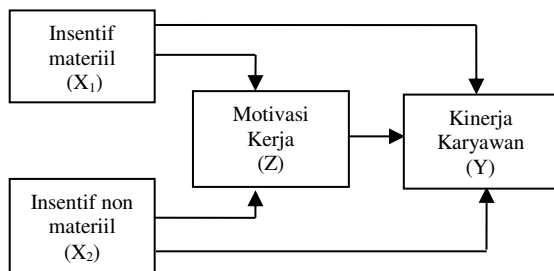 Insentif
materiil
(X₁)
Motivasi
Kerja
(Z)
Kinerja
Karyawan
(Y)
Insentif non
materiil
(X₂)